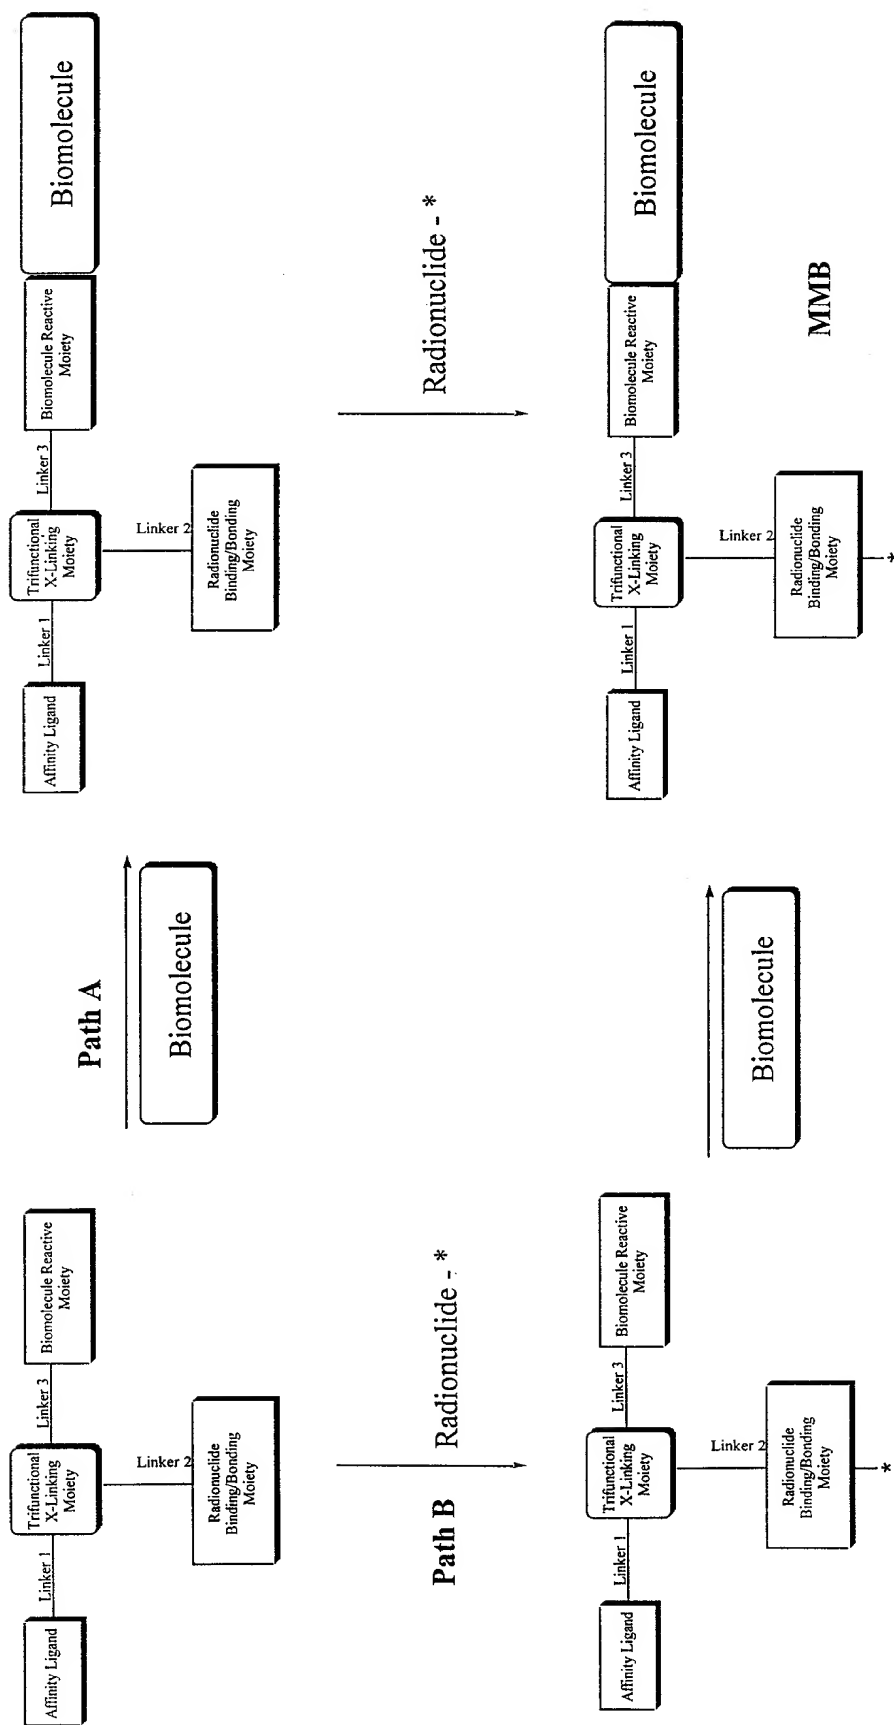 Affinity Ligand
Linker 1
Trifunctional
X-Linking
Moiety
Linker 3
Biomolecule Reactive
Moiety
Linker 2
Radionuclide
Binding/Bonding
Moiety
Path A
Biomolecule
Affinity Ligand
Linker 1
Trifunctional
X-Linking
Moiety
Linker 3
Biomolecule Reactive
Moiety
Biomolecule
Linker 2
Radionuclide
Binding/Bonding
Moiety
Path B
Radionuclide - *
Radionuclide - *
Affinity Ligand
Linker 1
Trifunctional
X-Linking
Moiety
Linker 3
Biomolecule Reactive
Moiety
Linker 2
Radionuclide
Binding/Bonding
Moiety
*
Biomolecule
Affinity Ligand
Linker 1
Trifunctional
X-Linking
Moiety
Linker 3
Biomolecule Reactive
Moiety
Biomolecule
Linker 2
Radionuclide
Binding/Bonding
Moiety
*
MMB